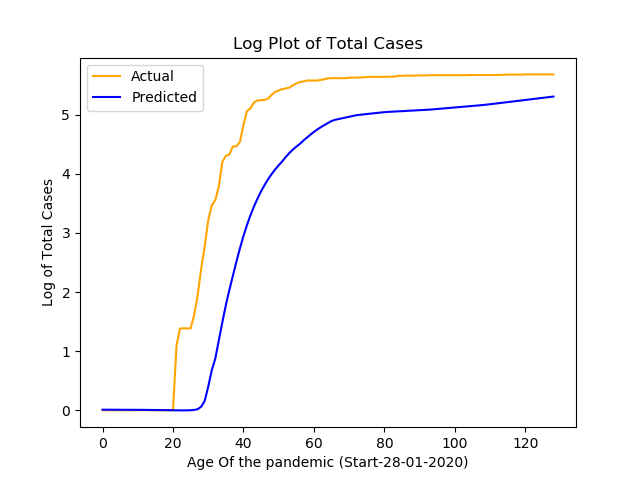 Log Plot of Total Cases
Actual
Predicted
Log of Total Cases
5
4
3
2
1
0
0 20 40 60 80 100 120
Age Of the pandemic (Start-28-01-2020)